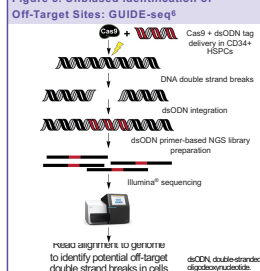 Figure 3. Unbiased Identification of
Off-Target Sites: GUIDE-seq⁶
Cas9 +
Cas9 + dsODN tag
delivery in CD34+
HSPCs
DNA double strand breaks
dsODN integration
dsODN primer-based NGS library
preparation
Illumina® sequencing
Read alignment to genome
to identify potential off-target
double strand breaks in cells
dsODN, double-stranded
oligodeoxynucleotide.